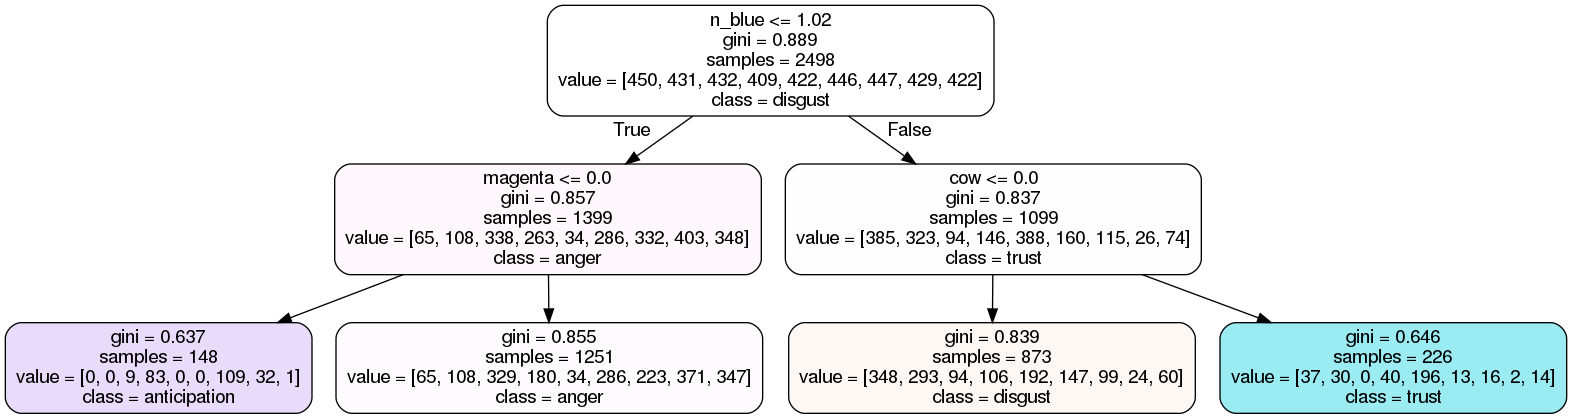 n_blue <= 1.02
gini = 0.889
samples = 2498
value = [450, 431, 432, 409, 422, 446, 447, 429, 422]
class = disgust
True
False
magenta <= 0.0
gini = 0.857
samples = 1399
value = [65, 108, 338, 263, 34, 286, 332, 403, 348]
class = anger
cow <= 0.0
gini = 0.837
samples = 1099
value = [385, 323, 94, 146, 388, 160, 115, 26, 74]
class = trust
gini = 0.637
samples = 148
value = [0, 0, 9, 83, 0, 0, 109, 32, 1]
class = anticipation
gini = 0.855
samples = 1251
value = [65, 108, 329, 180, 34, 286, 223, 371, 347]
class = anger
gini = 0.839
samples = 873
value = [348, 293, 94, 106, 192, 147, 99, 24, 60]
class = disgust
gini = 0.646
samples = 226
value = [37, 30, 0, 40, 196, 13, 16, 2, 14]
class = trust